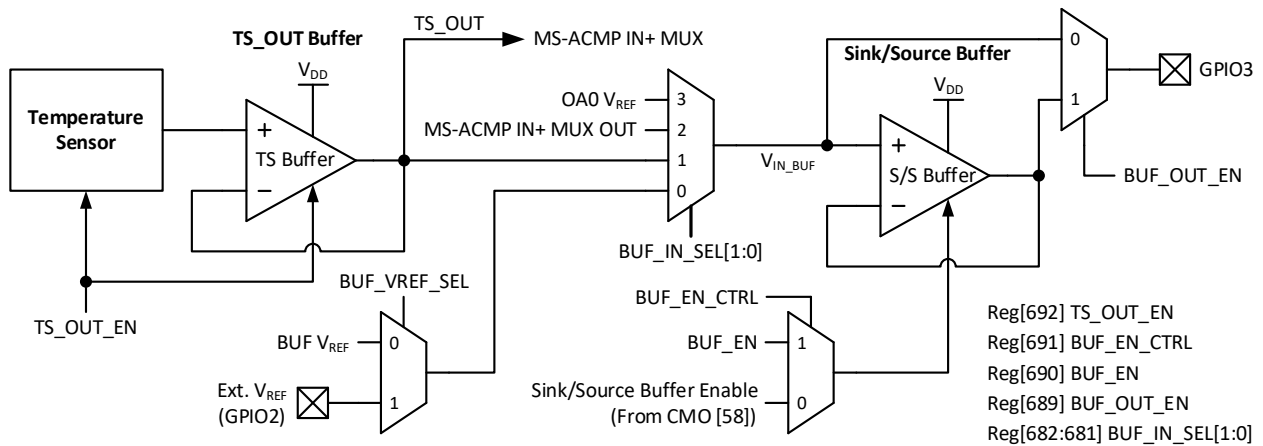 TS_OUT Buffer
TS_OUT
MS-ACMP IN+ MUX
Temperature
Sensor
VDD
+
TS Buffer
−
TS_OUT_EN
OA0 VREF
3
MS-ACMP IN+ MUX OUT
2
1
0
BUF_IN_SEL[1:0]
VIN_BUF
Sink/Source Buffer
VDD
+
S/S Buffer
−
0
1
GPIO3
BUF_OUT_EN
BUF_VREF_SEL
BUF VREF
0
Ext. VREF
(GPIO2)
1
BUF_EN_CTRL
BUF_EN
1
Sink/Source Buffer Enable
(From CMO [58])
0
Reg[692] TS_OUT_EN
Reg[691] BUF_EN_CTRL
Reg[690] BUF_EN
Reg[689] BUF_OUT_EN
Reg[682:681] BUF_IN_SEL[1:0]